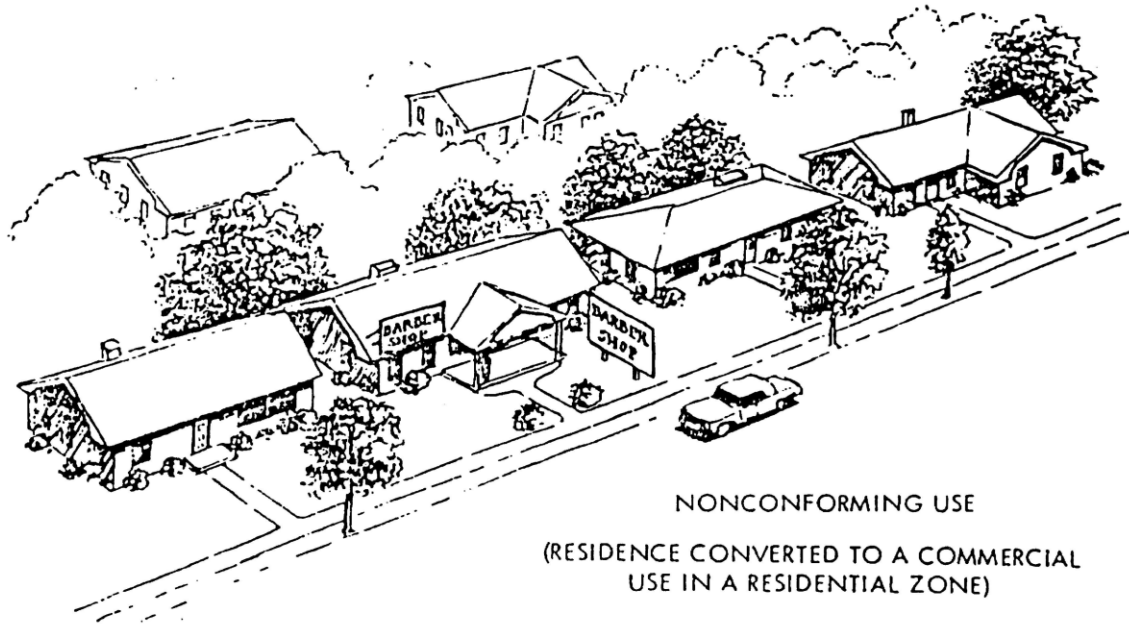 BARBER
SHOP
BARBER
SHOP
NONCONFORMING USE
(RESIDENCE CONVERTED TO A COMMERCIAL
USE IN A RESIDENTIAL ZONE)